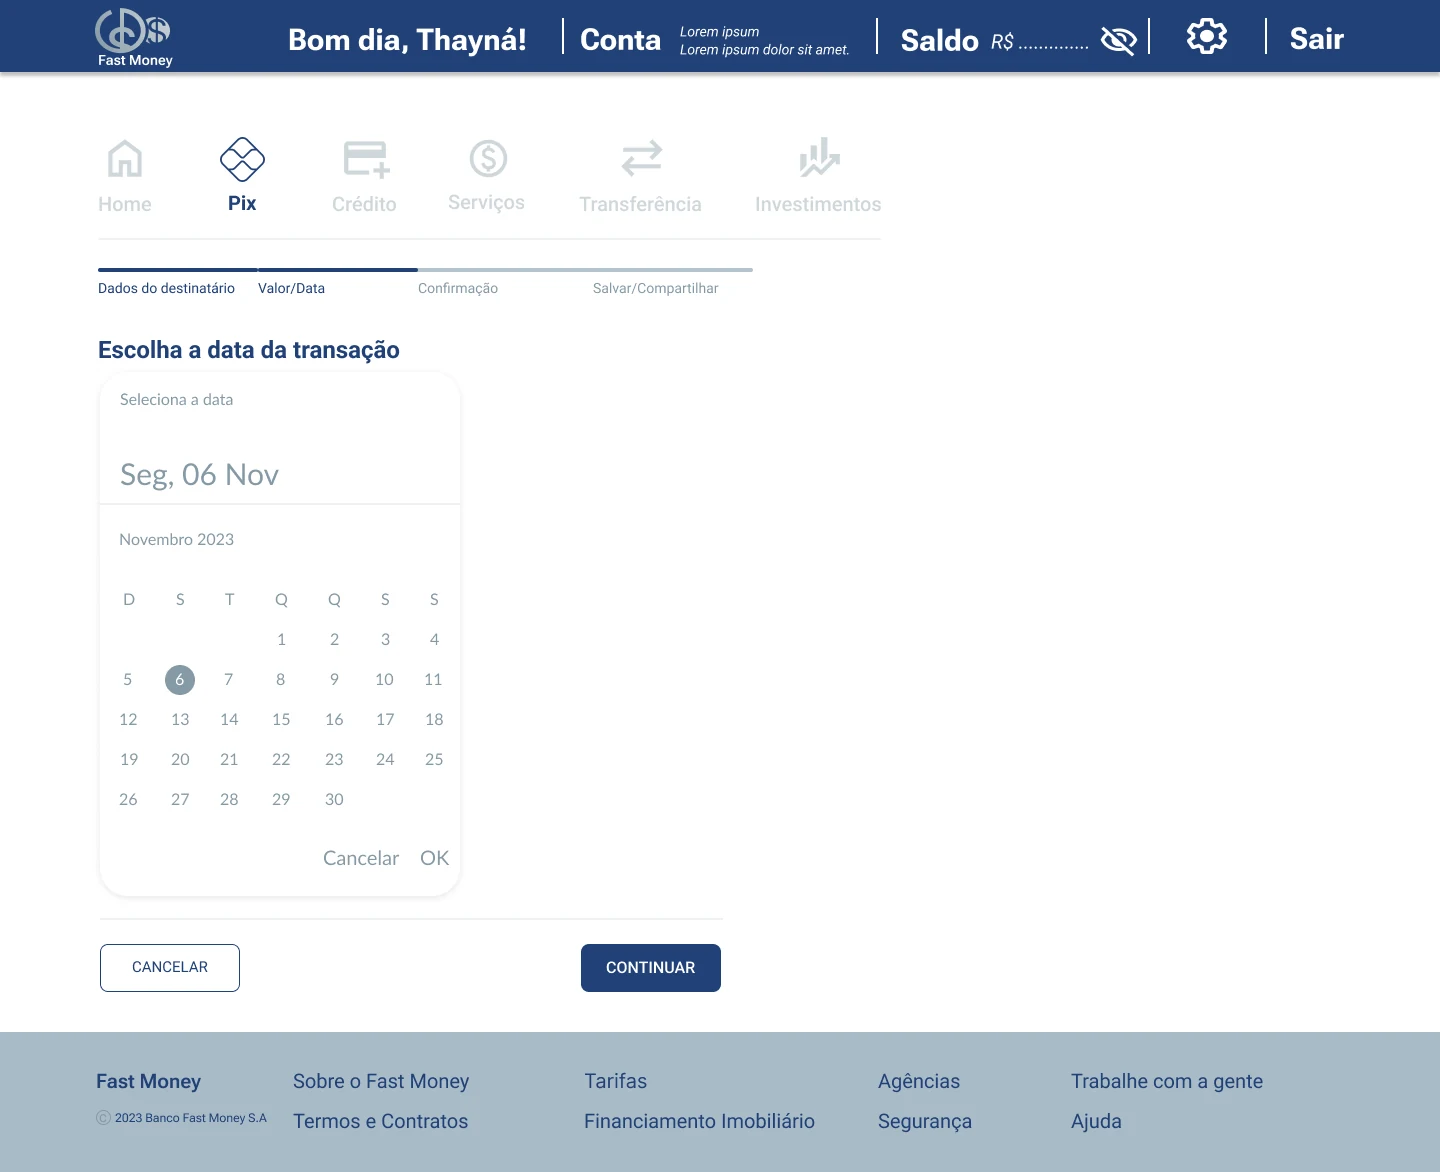 Fast Money
Bom dia, Thayná!
Conta
Lorem ipsum
Lorem ipsum dolor sit amet.
Saldo R$ ..............
Sair
Home Pix Crédito Serviços Transferência Investimentos
Dados do destinatário Valor/Data Confirmação Salvar/Compartilhar
Escolha a data da transação
Seleciona a data
Seg, 06 Nov
Novembro 2023
D S T Q Q S S
1 2 3 4
5 6 7 8 9 10 11
12 13 14 15 16 17 18
19 20 21 22 23 24 25
26 27 28 29 30
Cancelar OK
CANCELAR CONTINUAR
Fast Money Sobre o Fast Money Tarifas Agências Trabalhe com a gente
© 2023 Banco Fast Money S.A Termos e Contratos Financiamento Imobiliário Segurança Ajuda